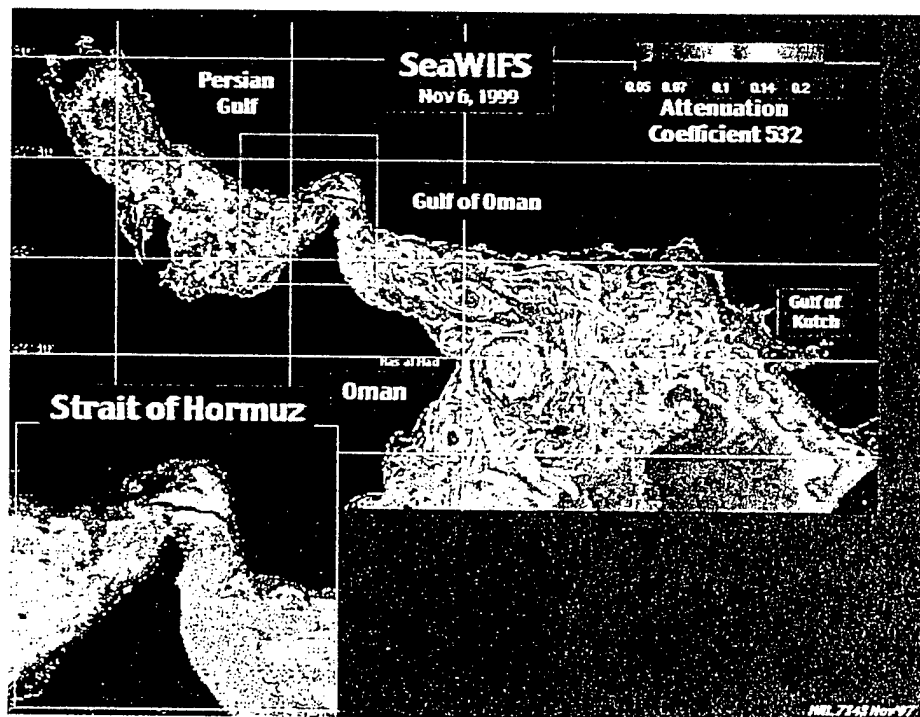 SeaWIFS
Nov 6, 1999
Persian
Gulf
0.05 0.07 0.1 0.14 0.2
Attenuation
Coefficient 532
Gulf of Oman
Gulf of
Kutch
Ras al Had
Oman
Strait of Hormuz